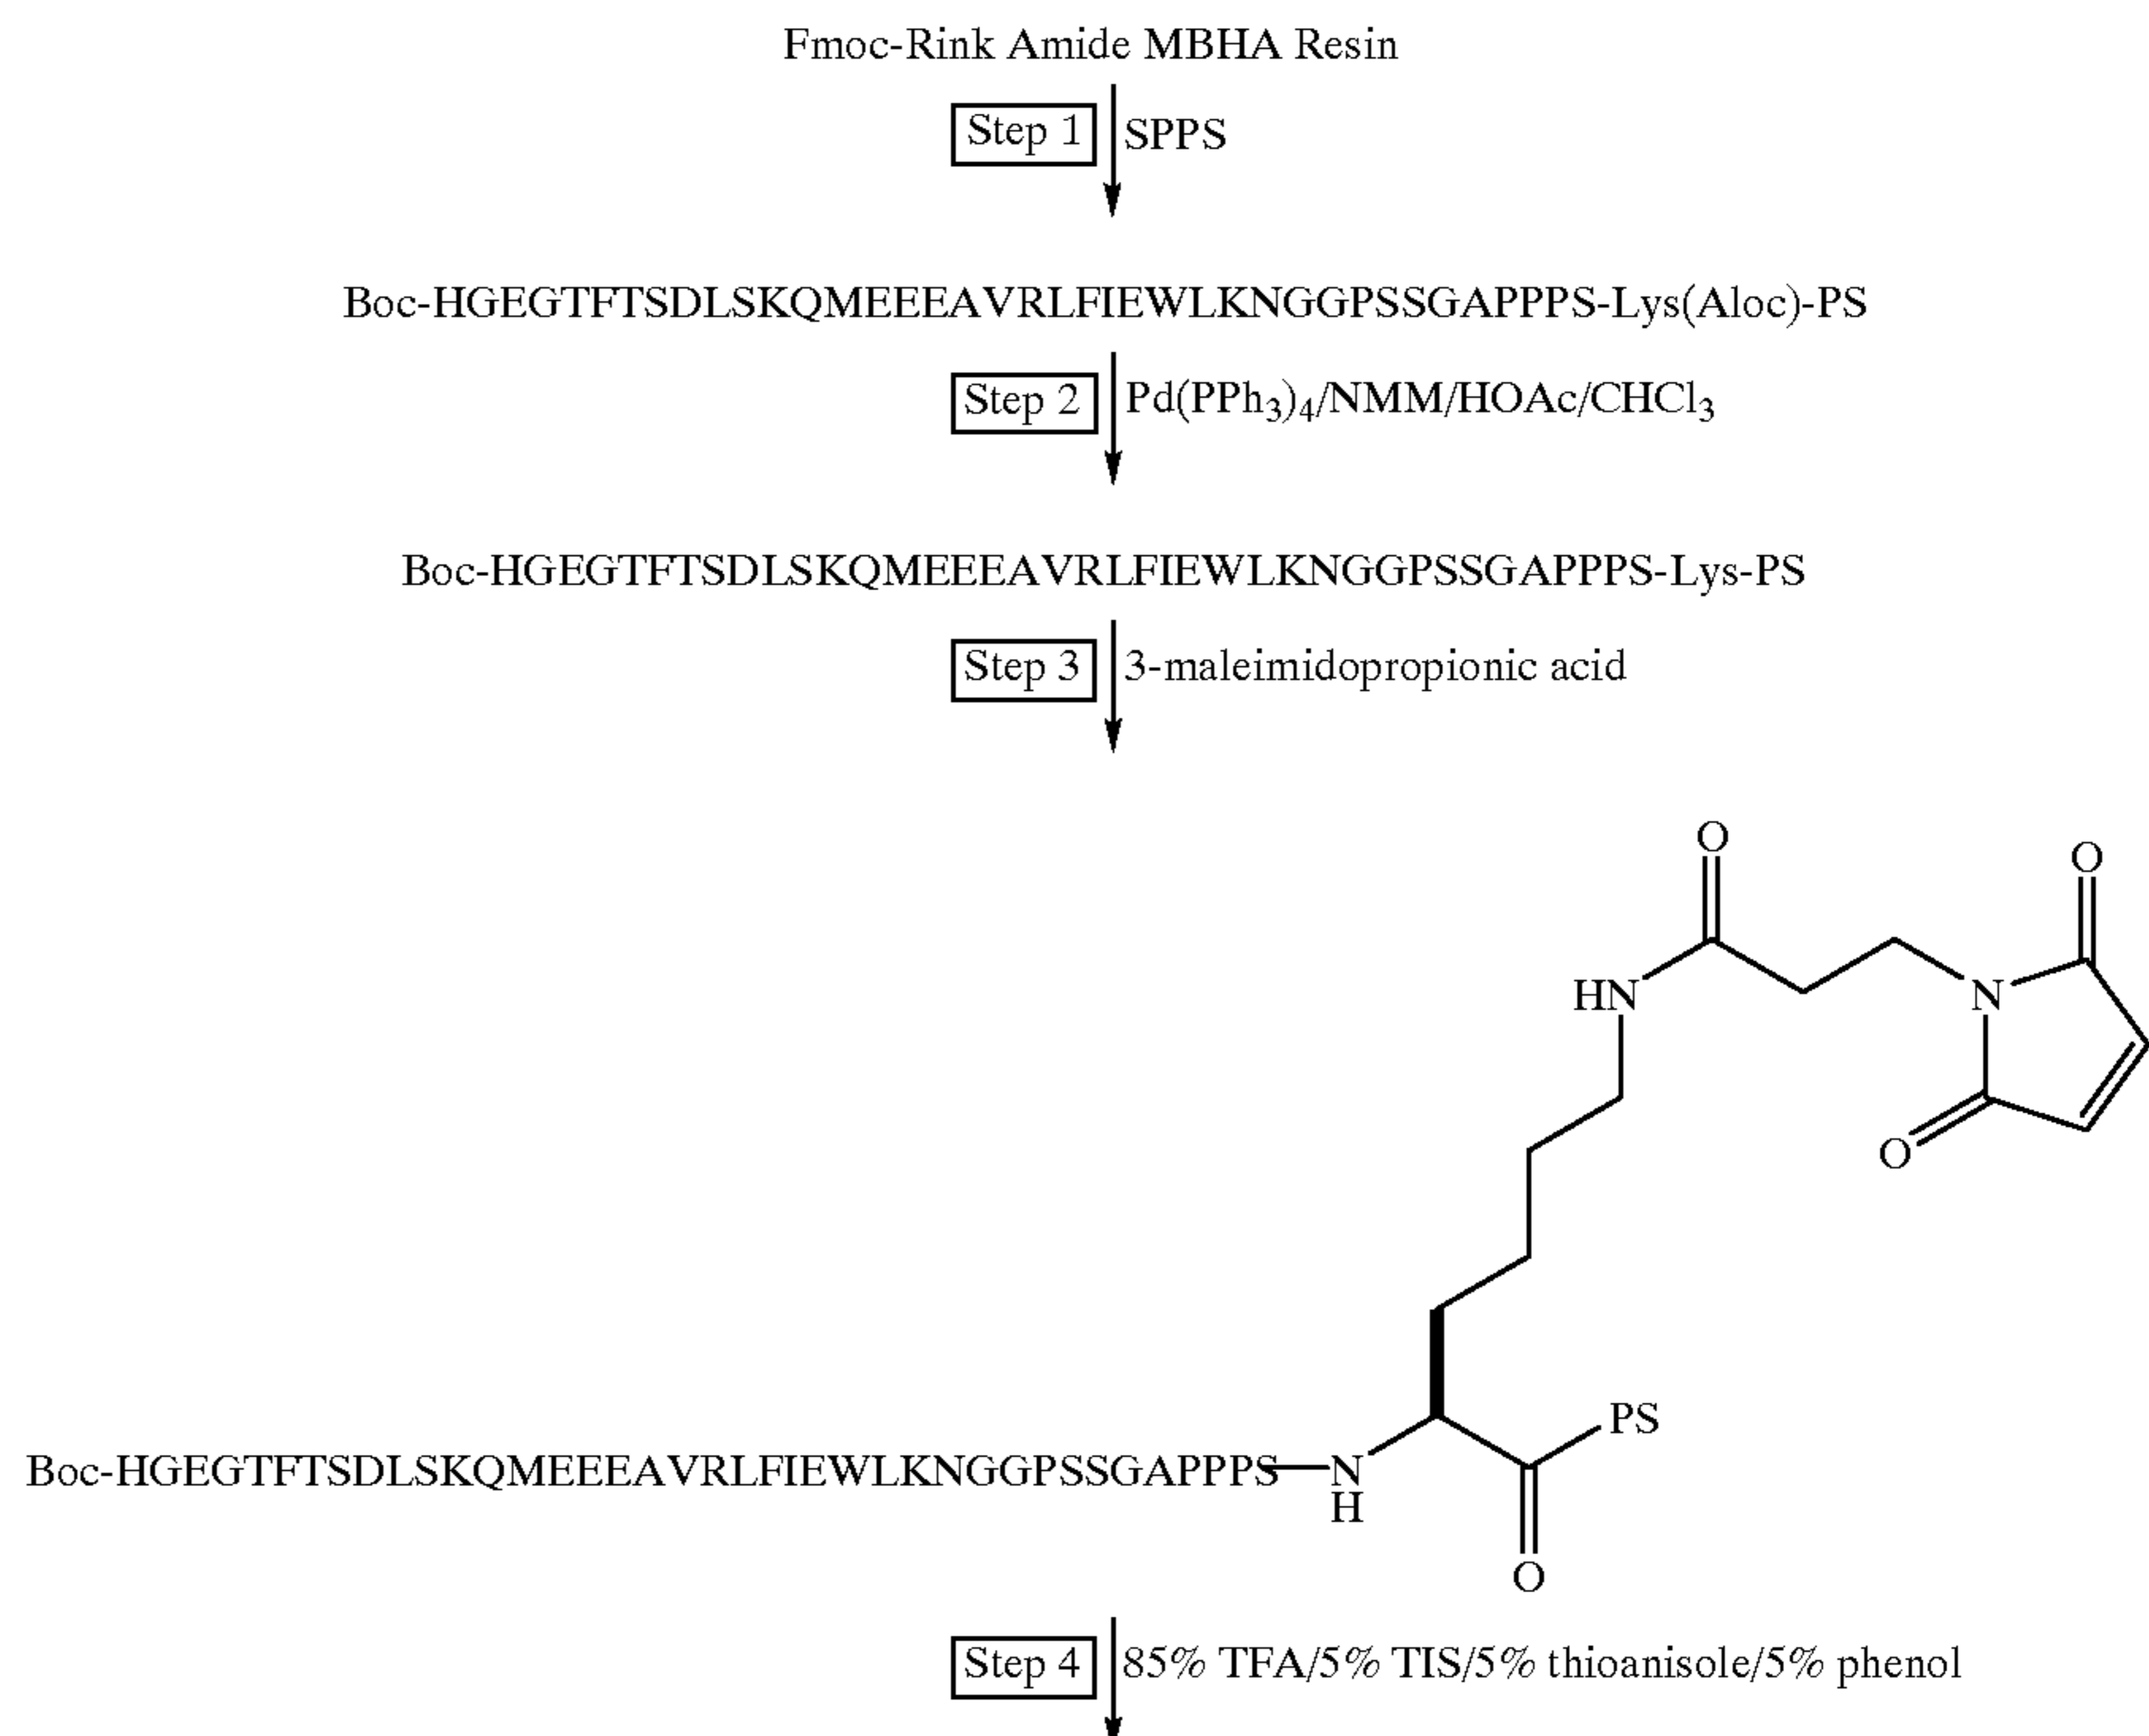 Fmoc-Rink Amide MBHA Resin
Step 1 SPPS
Boc-HGEGTFTSDLSKQMEEEAVRLFIEWLKNGGPSSGAPPPS-Lys(Aloc)-PS
Step 2 Pd(PPh3)4/NMM/HOAc/CHCl3
Boc-HGEGTFTSDLSKQMEEEAVRLFIEWLKNGGPSSGAPPPS-Lys-PS
Step 3 3-maleimidopropionic acid
O
O
HN
N
O
PS
Boc-HGEGTFTSDLSKQMEEEAVRLFIEWLKNGGPSSGAPPPS N
H
O
Step 4 85% TFA/5% TIS/5% thioanisole/5% phenol